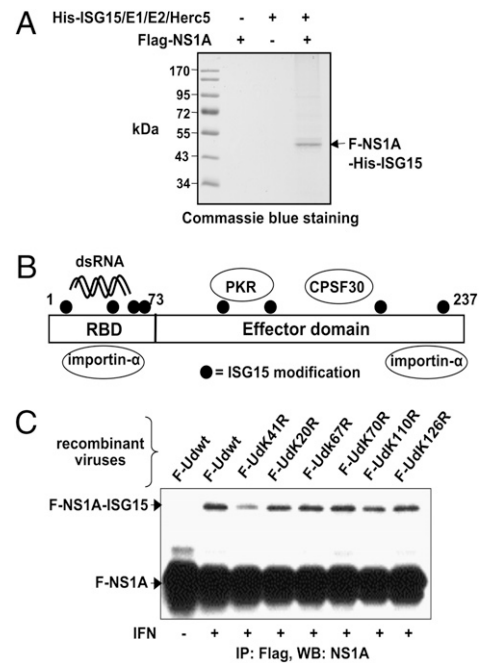 A
His-ISG15/E1/E2/Herc5 - + +
Flag-NS1A + - +
170
95
72
55
43
34
kDa
F-NS1A
-His-ISG15
Commassie blue staining
B
dsRNA
1 73 PKR CPSF30 237
RBD Effector domain
importin-α importin-α
= ISG15 modification
C
recombinant
viruses
F-Udwt F-Udwt F-UdK41R F-UdK20R F-Udk67R F-UdK70R F-UdK110R F-UdK126R
F-NS1A-ISG15
F-NS1A
IFN - + + + + + + +
IP: Flag, WB: NS1A